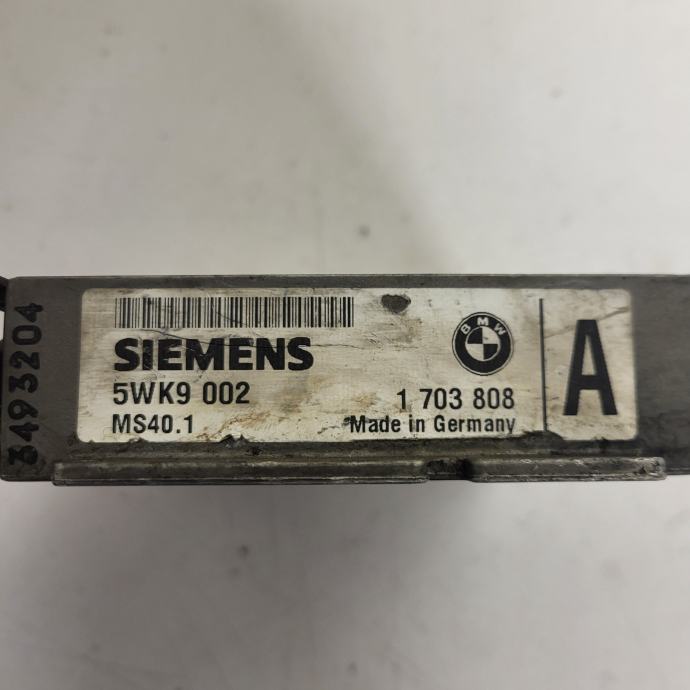 3493204
SIEMENS
BMW
5WK9 002
1 703 808
MS40.1
Made in Germany
A